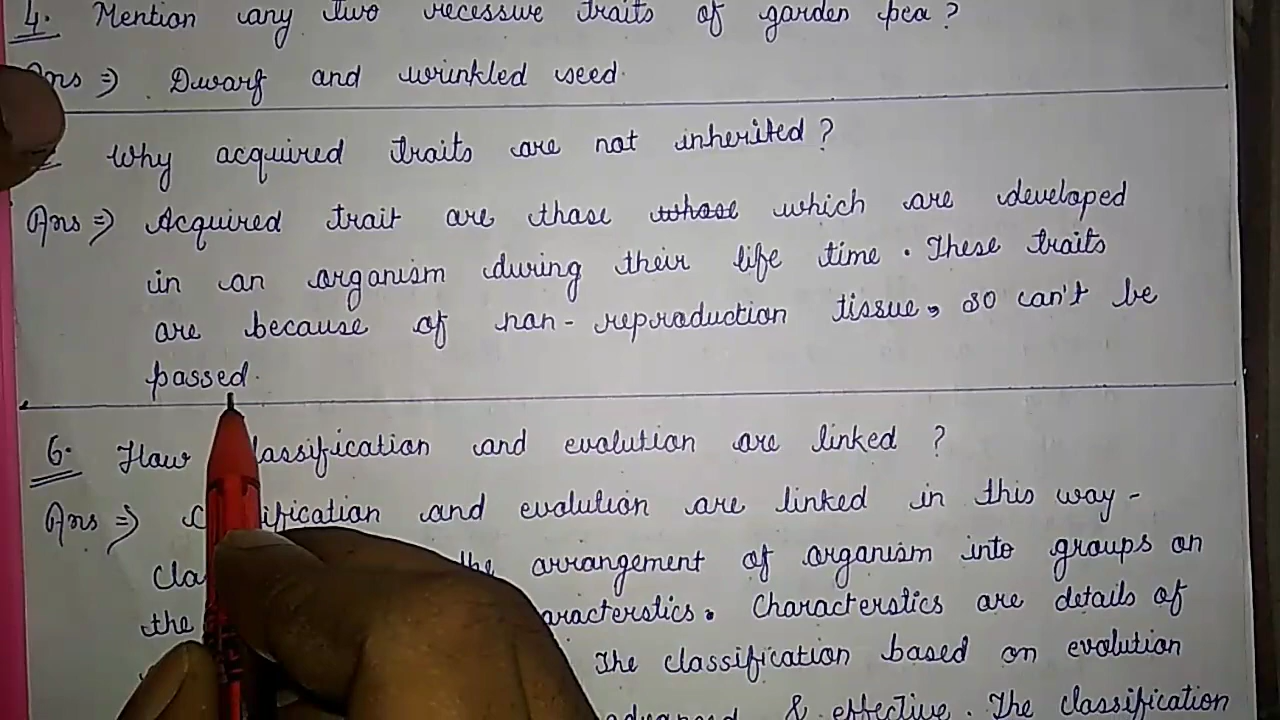 4. Mention any two recessive traits of garden pea?
Ans ⇒ Dwarf and wrinkled seed.
Why acquired traits are not inherited?
Ans ⇒ Acquired trait are those whose which are developed
in an organism during their life time. These traits
are because of non-reproduction tissue, so can't be
passed.
6. How lassification and evolution are linked?
Ans ⇒ C ification and evolution are linked in this way -
Cla the arrangement of organism into groups on
the aracterstics. Characterstics are details of
The classification based on evolution
& effective. The classification